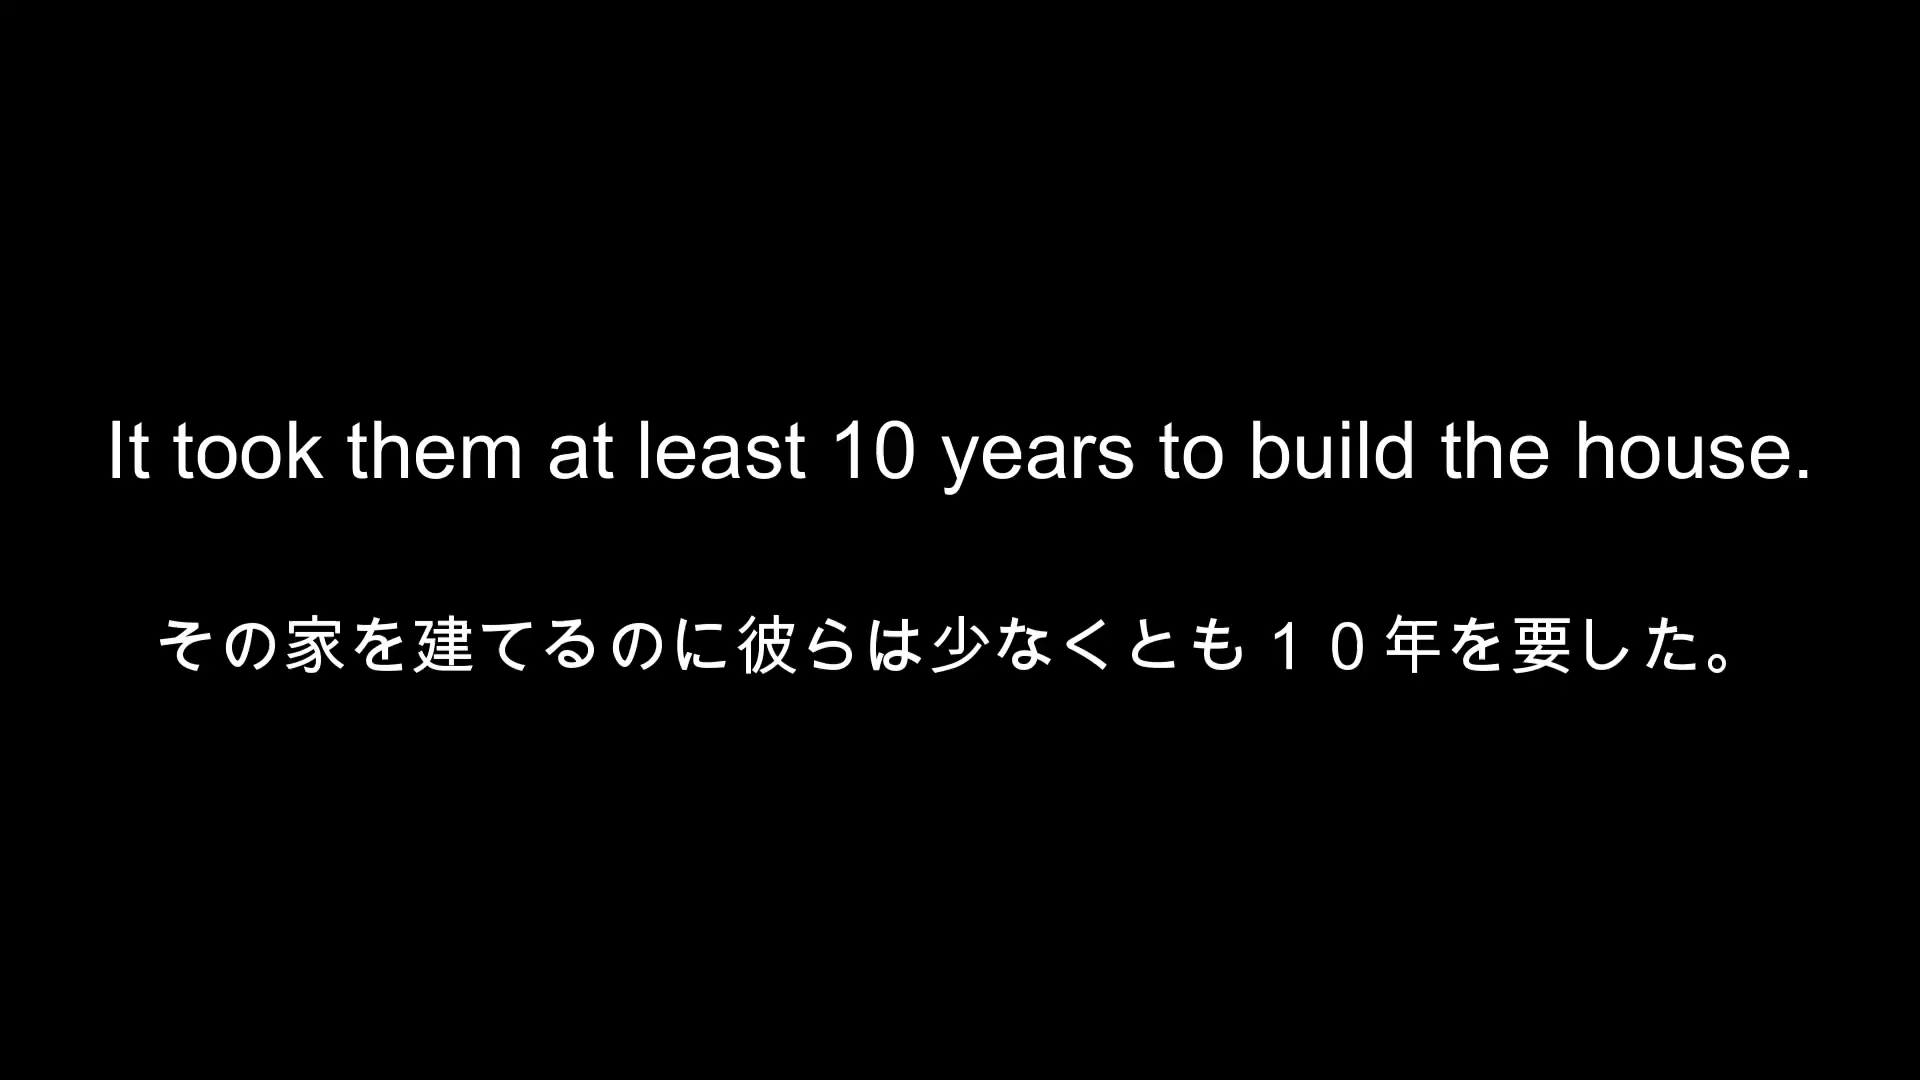 It took them at least 10 years to build the house.
その家を建てるのに彼らは少なくとも１０年を要した。